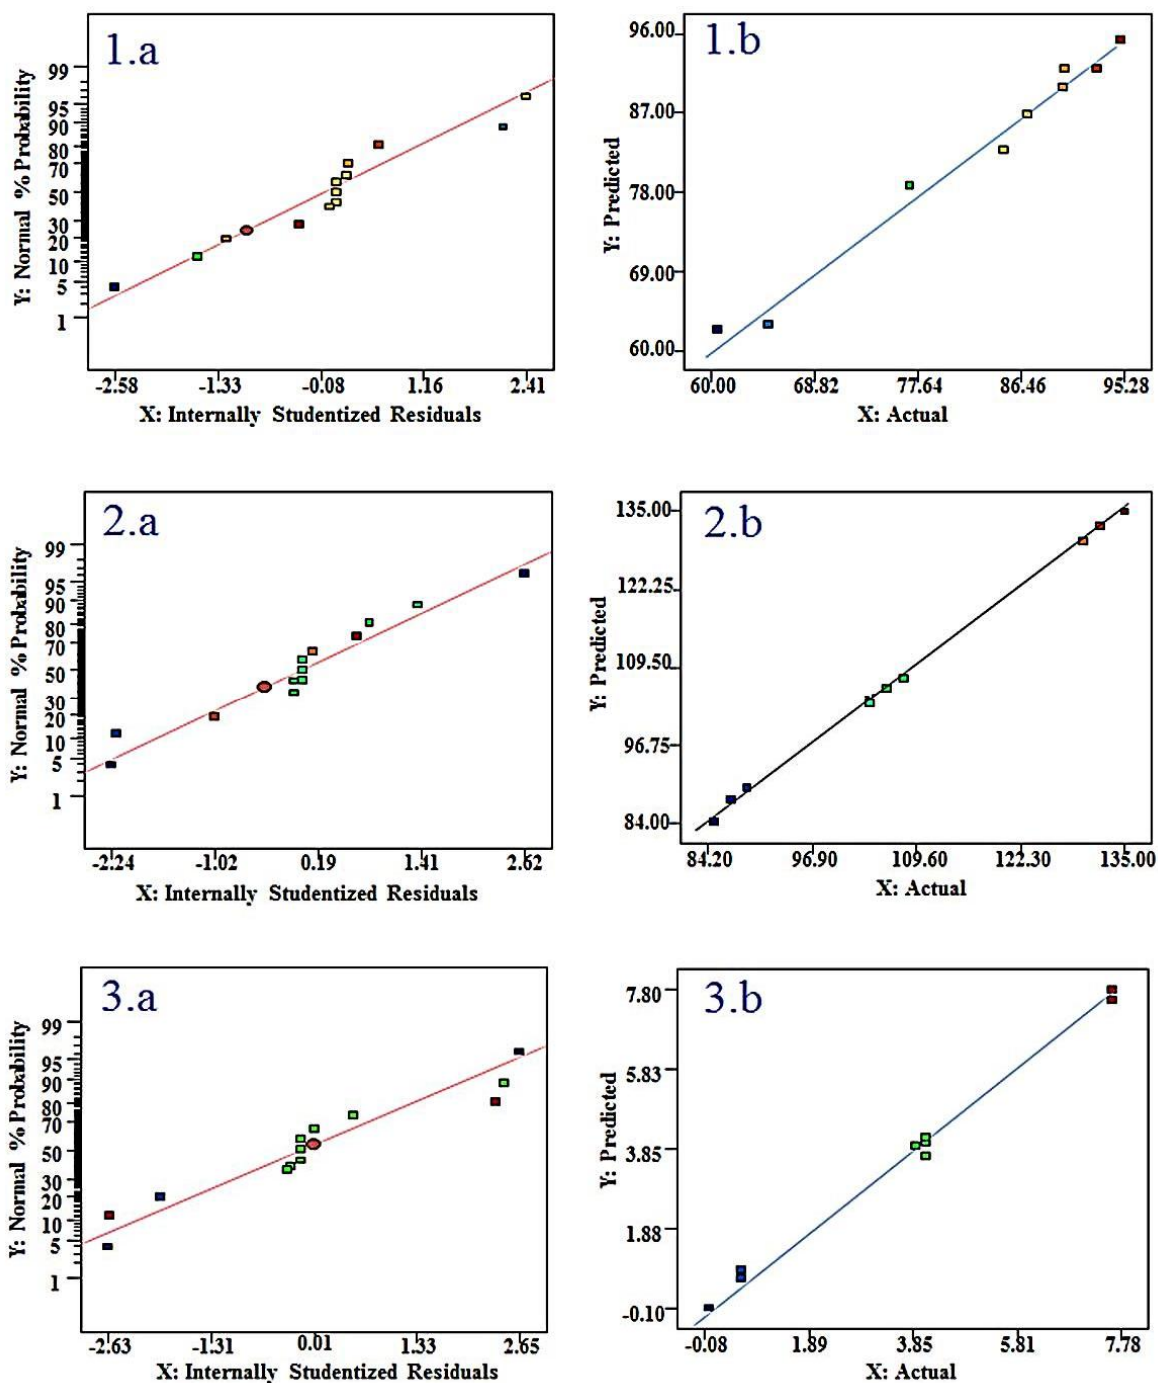 1.a
Y: Normal % Probability
99
95
90
80
70
50
30
20
10
5
1
-2.58 -1.33 -0.08 1.16 2.41
X: Internally Studentized Residuals
1.b
Y: Predicted
96.00
87.00
78.00
69.00
60.00
60.00 68.82 77.64 86.46 95.28
X: Actual
2.a
Y: Normal % Probability
99
95
90
80
70
50
30
20
10
5
1
-2.24 -1.02 0.19 1.41 2.62
X: Internally Studentized Residuals
2.b
Y: Predicted
135.00
122.25
109.50
96.75
84.00
84.20 96.90 109.60 122.30 135.00
X: Actual
3.a
Y: Normal % Probability
99
95
90
80
70
50
30
20
10
5
1
-2.63 -1.31 0.01 1.33 2.65
X: Internally Studentized Residuals
3.b
Y: Predicted
7.80
5.83
3.85
1.88
-0.10
-0.08 1.89 3.85 5.81 7.78
X: Actual